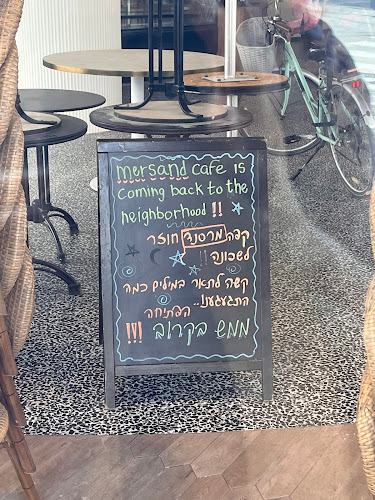 mersand cafe is
coming back to the
neighborhood !!
קפה מרסנד חוזר
לשכונה !!
קשה לתאר במילים כמה
התגעגענו.. הפתיחה
ממש בקרוב !?!